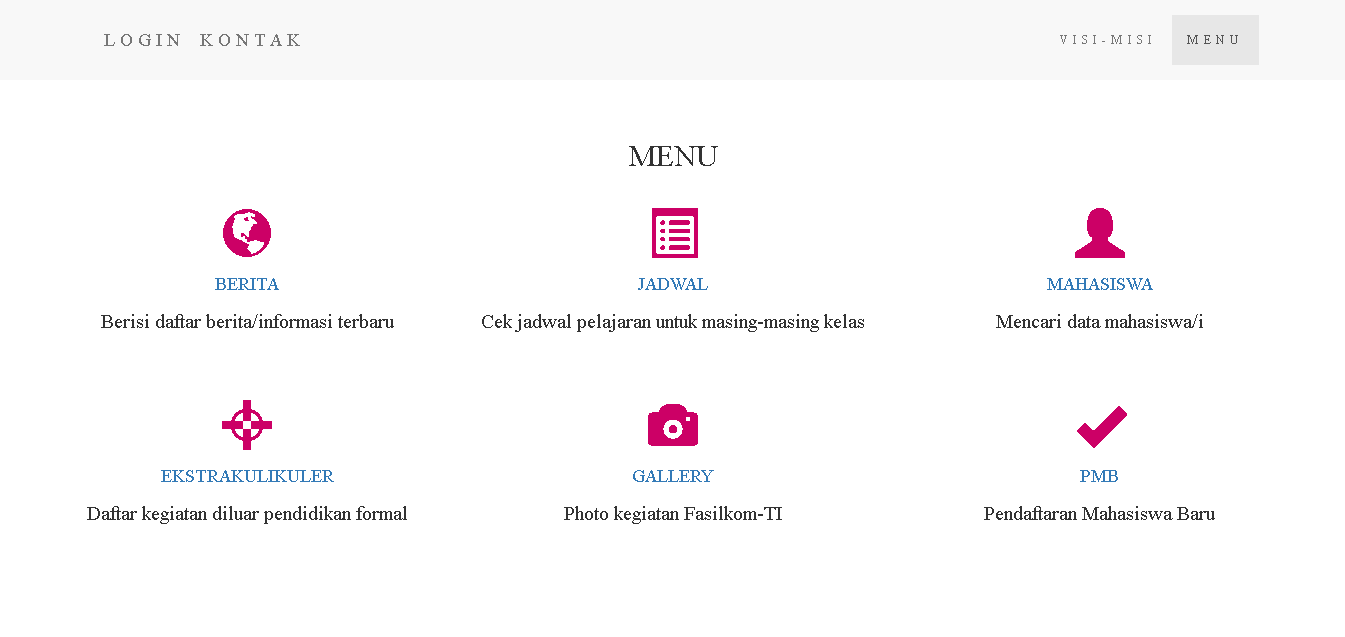 LOGIN KONTAK VISI-MISI MENU
MENU
BERITA JADWAL MAHASISWA
Berisi daftar berita/informasi terbaru Cek jadwal pelajaran untuk masing-masing kelas Mencari data mahasiswa/i
EKSTRAKULIKULER GALLERY PMB
Daftar kegiatan diluar pendidikan formal Photo kegiatan Fasilkom-TI Pendaftaran Mahasiswa Baru